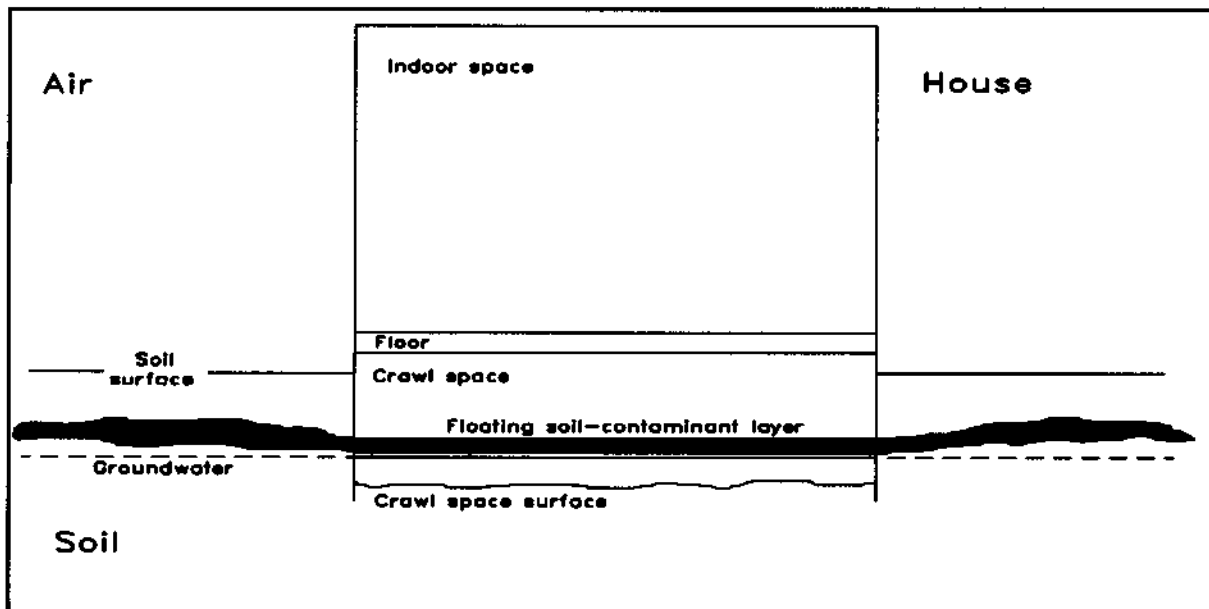 Air
Indoor space
House
Floor
Soil
surface
Crawl space
Floating soil-contaminant layer
Groundwater
Crawl space surface
Soil